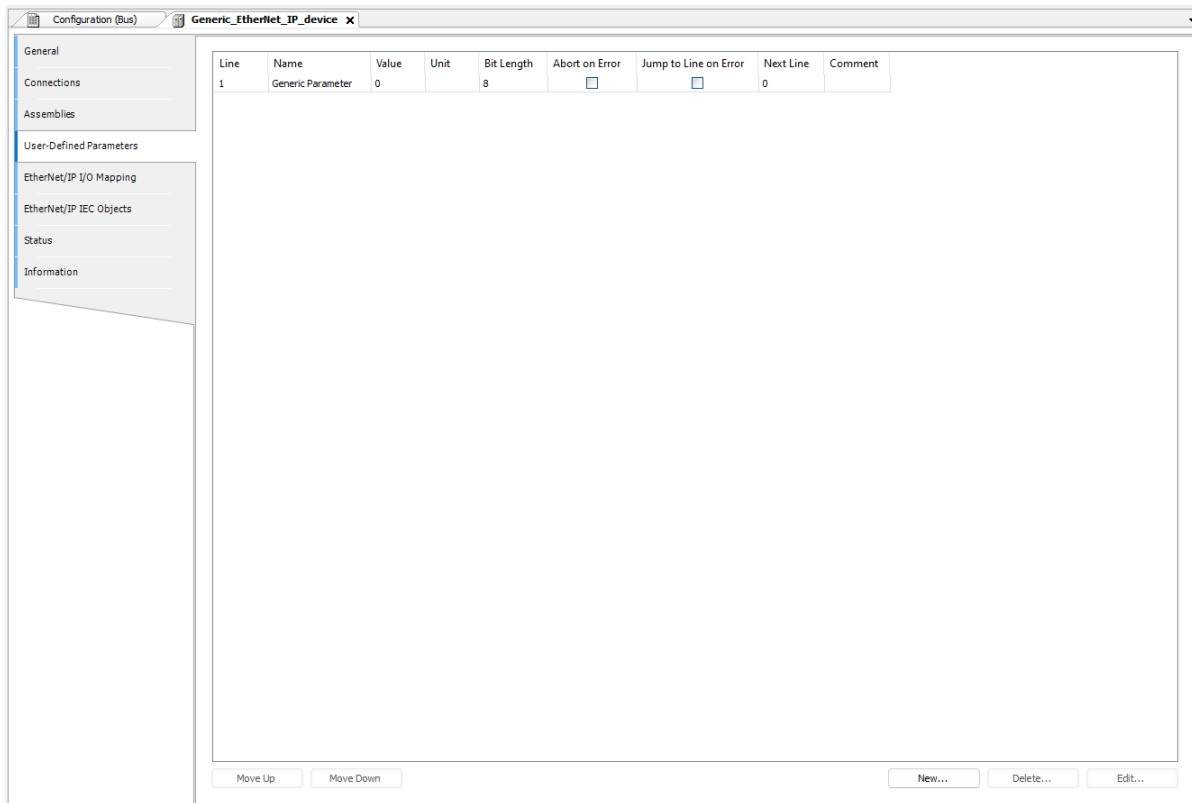 Configuration (Bus) Generic_EtherNet_IP_device X
General
Connections
Assemblies
User-Defined Parameters
EtherNet/IP I/O Mapping
EtherNet/IP IEC Objects
Status
Information
Line Name Value Unit Bit Length Abort on Error Jump to Line on Error Next Line Comment
1 Generic Parameter 0 8 0
Move Up Move Down New... Delete... Edit...